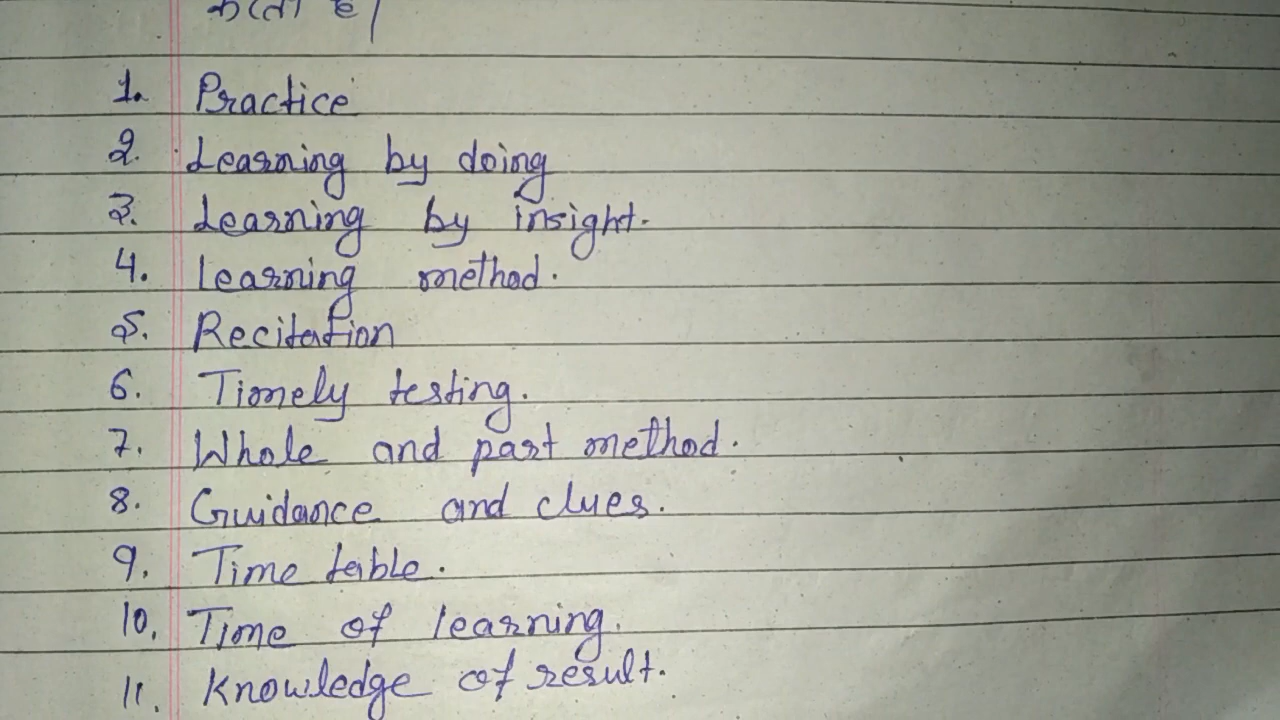 करता है।
1. Practice
2. Learning by doing
3. Learning by insight.
4. Learning method.
5. Recitation
6. Timely testing.
7. Whole and part method.
8. Guidance and clues.
9. Time table.
10. Time of learning.
11. Knowledge of result.